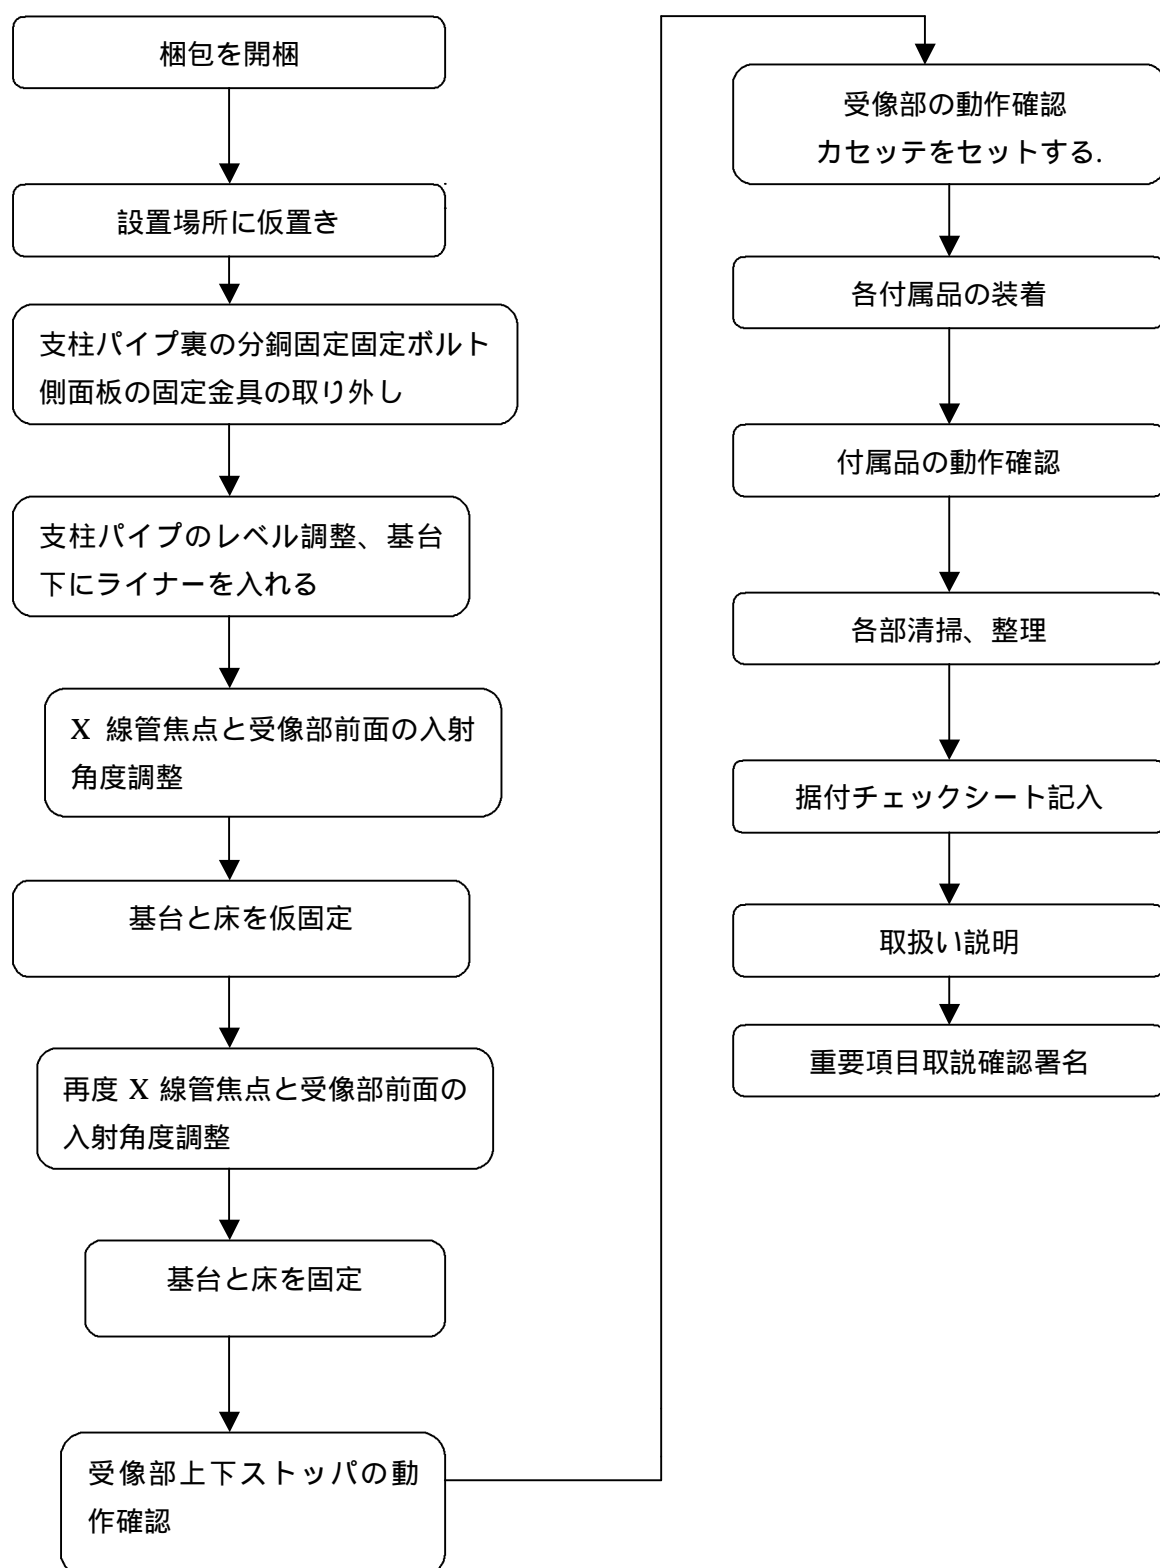 梱包を開梱
設置場所に仮置き
支柱パイプ裏の分銅固定固定ボルト
側面板の固定金具の取り外し
支柱パイプのレベル調整、基台
下にライナーを入れる
X 線管焦点と受像部前面の入射
角度調整
基台と床を仮固定
再度 X 線管焦点と受像部前面の
入射角度調整
基台と床を固定
受像部上下ストッパの動
作確認
受像部の動作確認
カセッテをセットする.
各付属品の装着
付属品の動作確認
各部清掃、整理
据付チェックシート記入
取扱い説明
重要項目取説確認署名